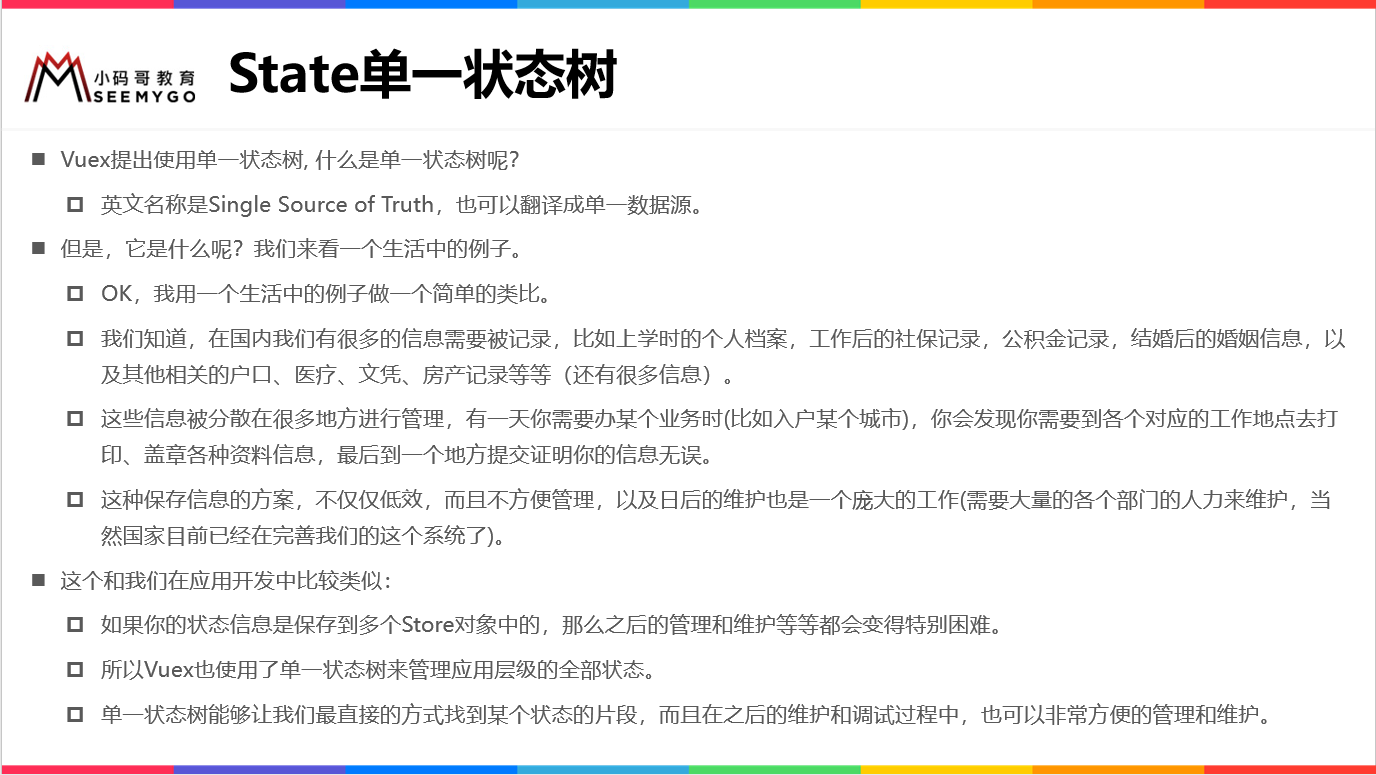 小码哥教育
SEEMYGO
State单一状态树
Vuex提出使用单一状态树, 什么是单一状态树呢？
英文名称是Single Source of Truth，也可以翻译成单一数据源。
但是，它是什么呢？我们来看一个生活中的例子。
OK，我用一个生活中的例子做一个简单的类比。
我们知道，在国内我们有很多的信息需要被记录，比如上学时的个人档案，工作后的社保记录，公积金记录，结婚后的婚姻信息，以
及其他相关的户口、医疗、文凭、房产记录等等（还有很多信息）。
这些信息被分散在很多地方进行管理，有一天你需要办某个业务时(比如入户某个城市)，你会发现你需要到各个对应的工作地点去打
印、盖章各种资料信息，最后到一个地方提交证明你的信息无误。
这种保存信息的方案，不仅仅低效，而且不方便管理，以及日后的维护也是一个庞大的工作(需要大量的各个部门的人力来维护，当
然国家目前已经在完善我们的这个系统了)。
这个和我们在应用开发中比较类似：
如果你的状态信息是保存到多个Store对象中的，那么之后的管理和维护等等都会变得特别困难。
所以Vuex也使用了单一状态树来管理应用层级的全部状态。
单一状态树能够让我们最直接的方式找到某个状态的片段，而且在之后的维护和调试过程中，也可以非常方便的管理和维护。